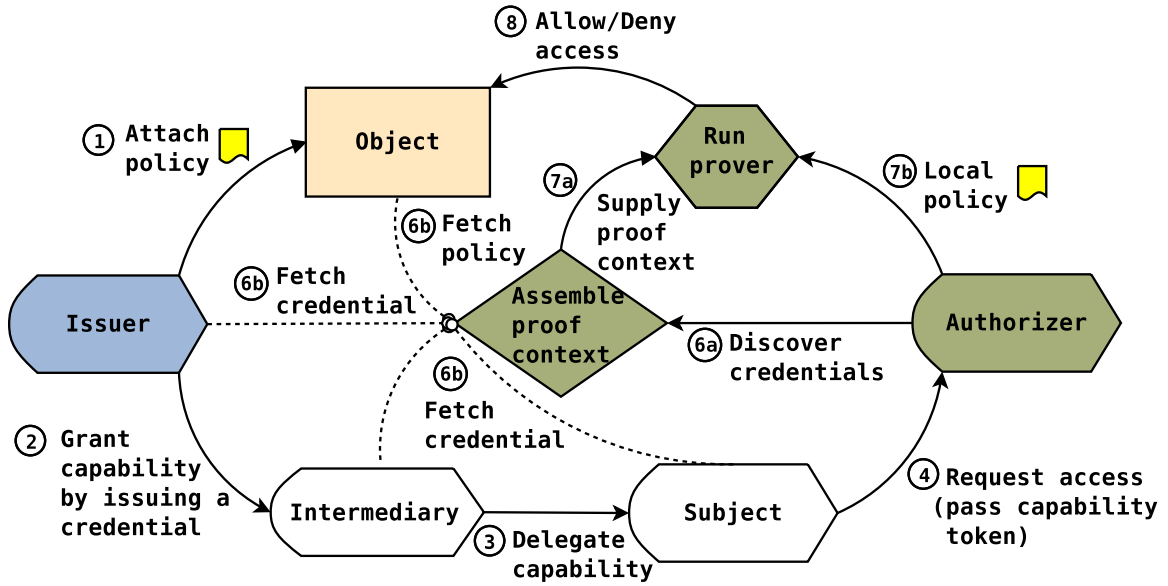 8 Allow/Deny
access
1 Attach
policy
Object
Run
prover
7a
7b Local
policy
Supply
proof
context
6b Fetch
policy
6b Fetch
credential
Issuer
Assemble
proof
context
Authorizer
6a Discover
credentials
6b
Fetch
credential
2 Grant
capability
by issuing a
credential
Intermediary
Subject
4 Request access
(pass capability
token)
3 Delegate
capability